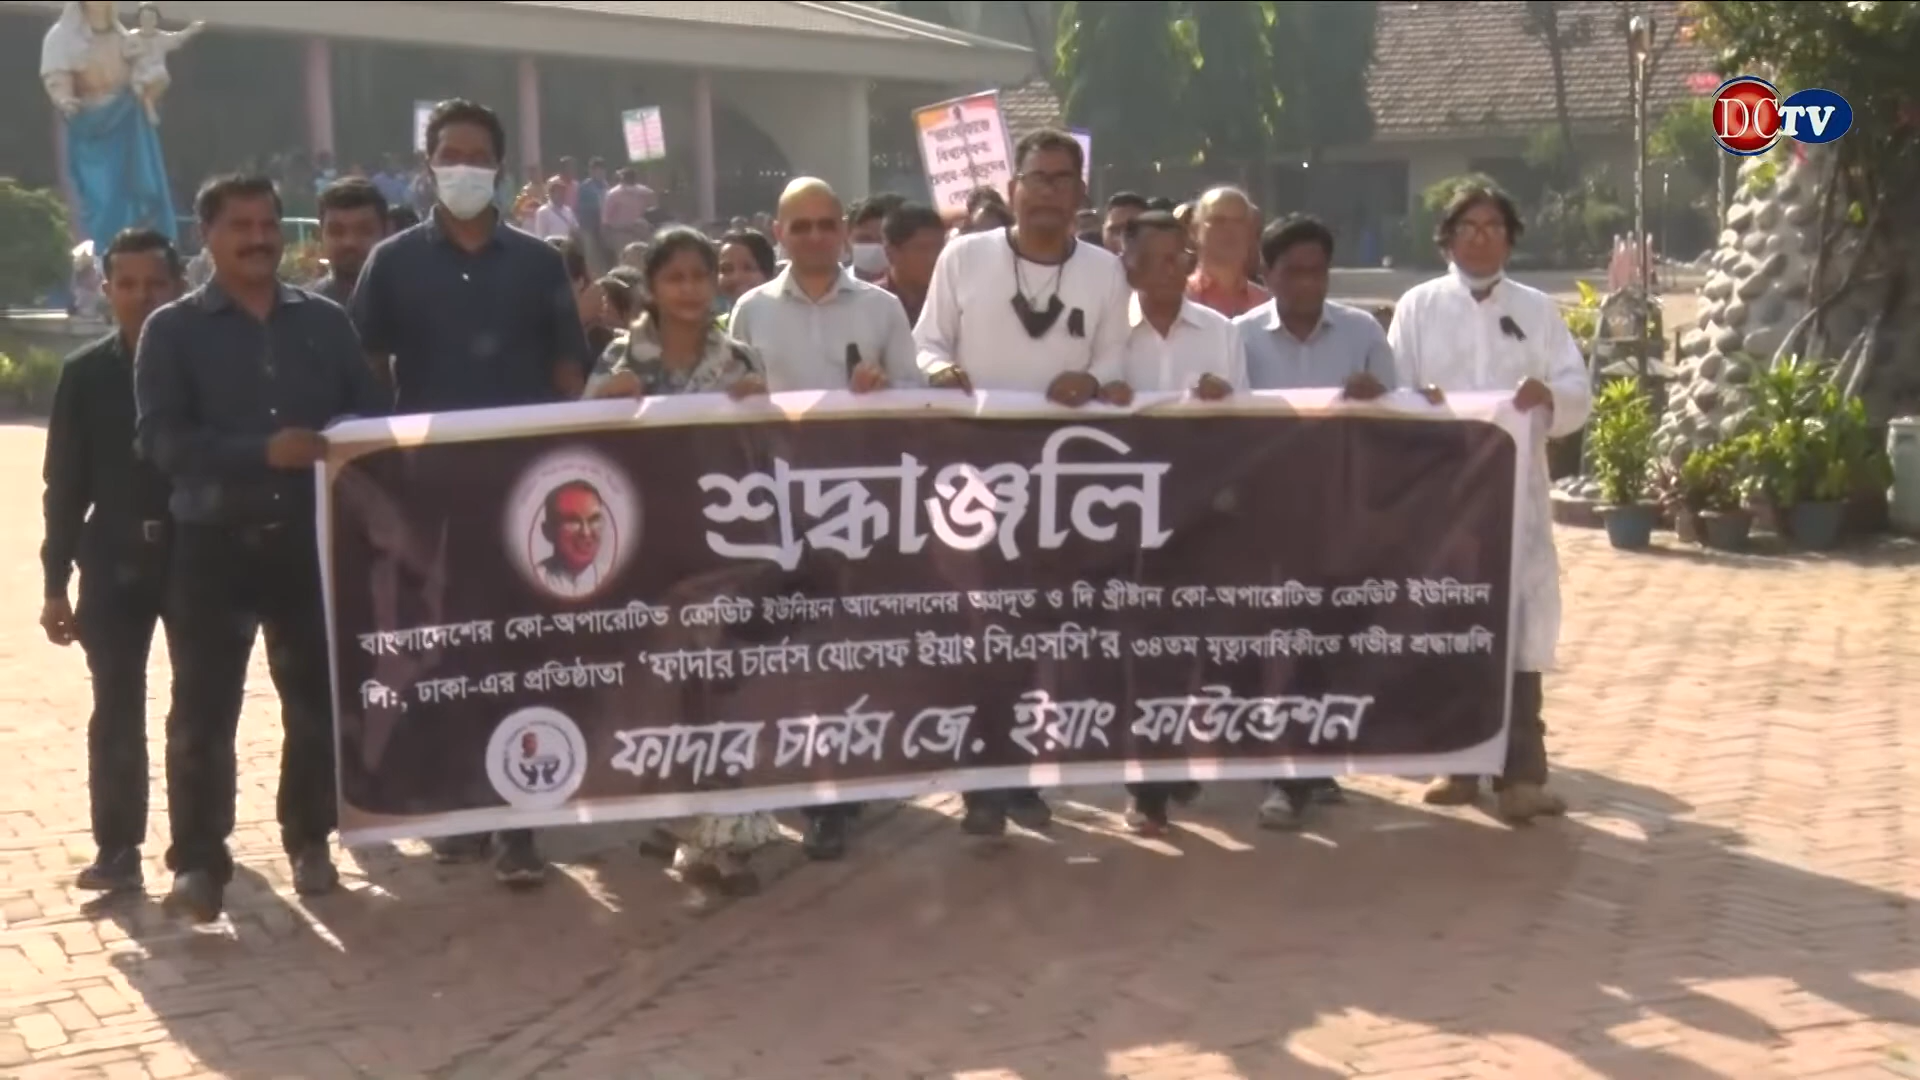 DCTV
শ্রদ্ধাঞ্জলি
বাংলাদেশের কো-অপারেটিভ ক্রেডিট ইউনিয়ন আন্দোলনের অগ্রদূত ও দি খ্রীষ্টান কো-অপারেটিভ ক্রেডিট ইউনিয়ন
লি:, ঢাকা-এর প্রতিষ্ঠাতা ‘ফাদার চার্লস যোসেফ ইয়াং সিএসসি’র ৩৪তম মৃত্যুবার্ষিকীতে গভীর শ্রদ্ধাঞ্জলি
ফাদার চার্লস জে. ইয়াং ফাউন্ডেশন